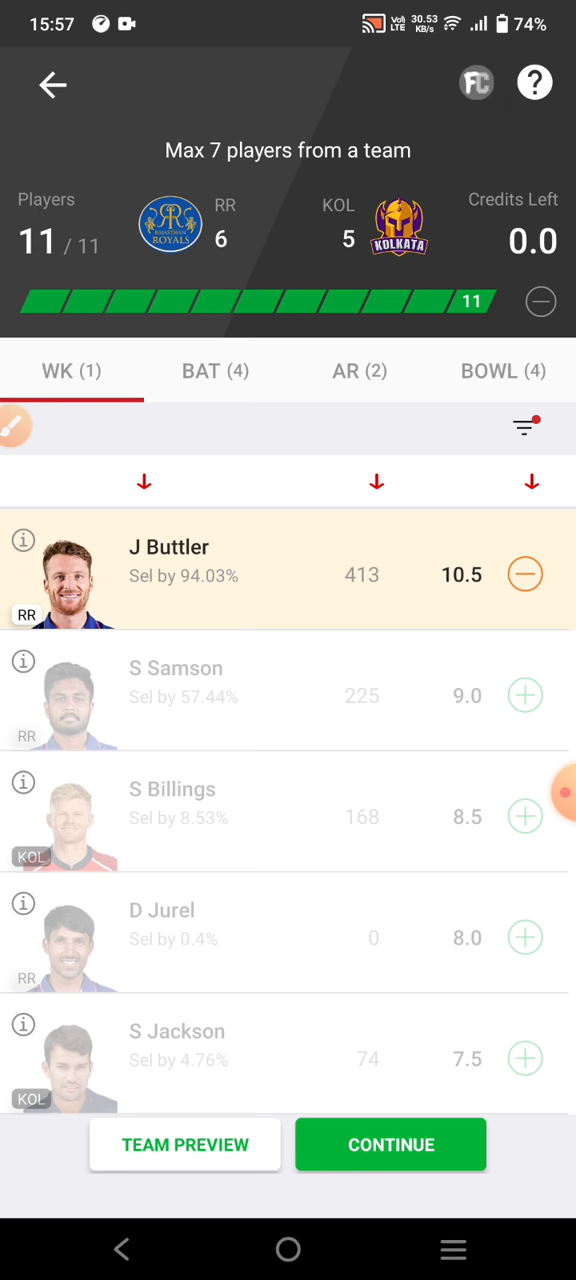 15:57
Vo) LTE 30.53 KB/s 74%
FC ?
Max 7 players from a team
Players
11 / 11
RR
6
RAJASTHAN ROYALS
KOL
5
KOLKATA
Credits Left
0.0
11
WK (1) BAT (4) AR (2) BOWL (4)
J Buttler
Sel by 94.03% 413 10.5
RR
S Samson
Sel by 57.44% 225 9.0
RR
S Billings
Sel by 8.53% 168 8.5
KOL
D Jurel
Sel by 0.4% 0 8.0
RR
S Jackson
Sel by 4.76% 74 7.5
KOL
TEAM PREVIEW CONTINUE